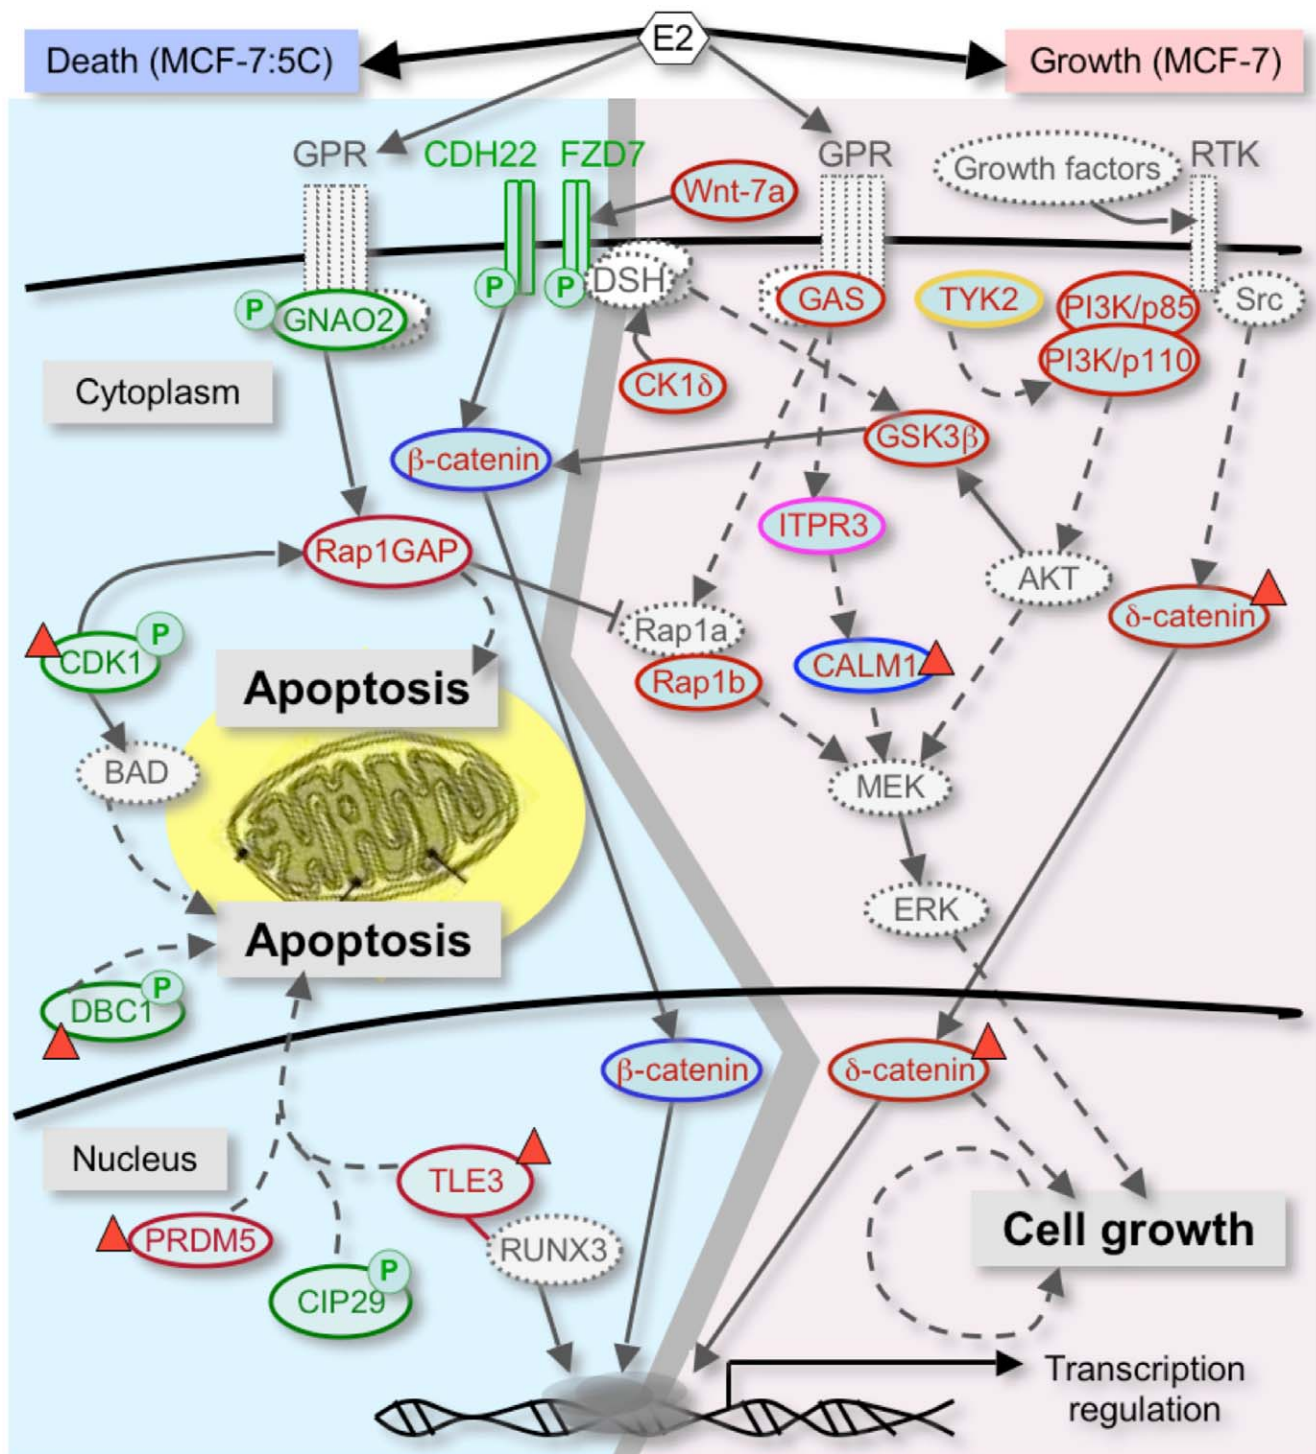 E2
Death (MCF-7:5C)
Growth (MCF-7)
GPR
CDH22
FZD7
Wnt-7a
GPR
Growth factors
RTK
P
GNAO2
P
P
DSH
GAS
TYK2
PI3K/p85
PI3K/p110
Src
Cytoplasm
CK1δ
β-catenin
GSK3β
ITPR3
Rap1GAP
AKT
δ-catenin
CDK1
P
Rap1a
Rap1b
CALM1
Apoptosis
BAD
MEK
ERK
Apoptosis
DBC1
P
β-catenin
δ-catenin
Nucleus
TLE3
PRDM5
RUNX3
CIP29
P
Cell growth
Transcription
regulation